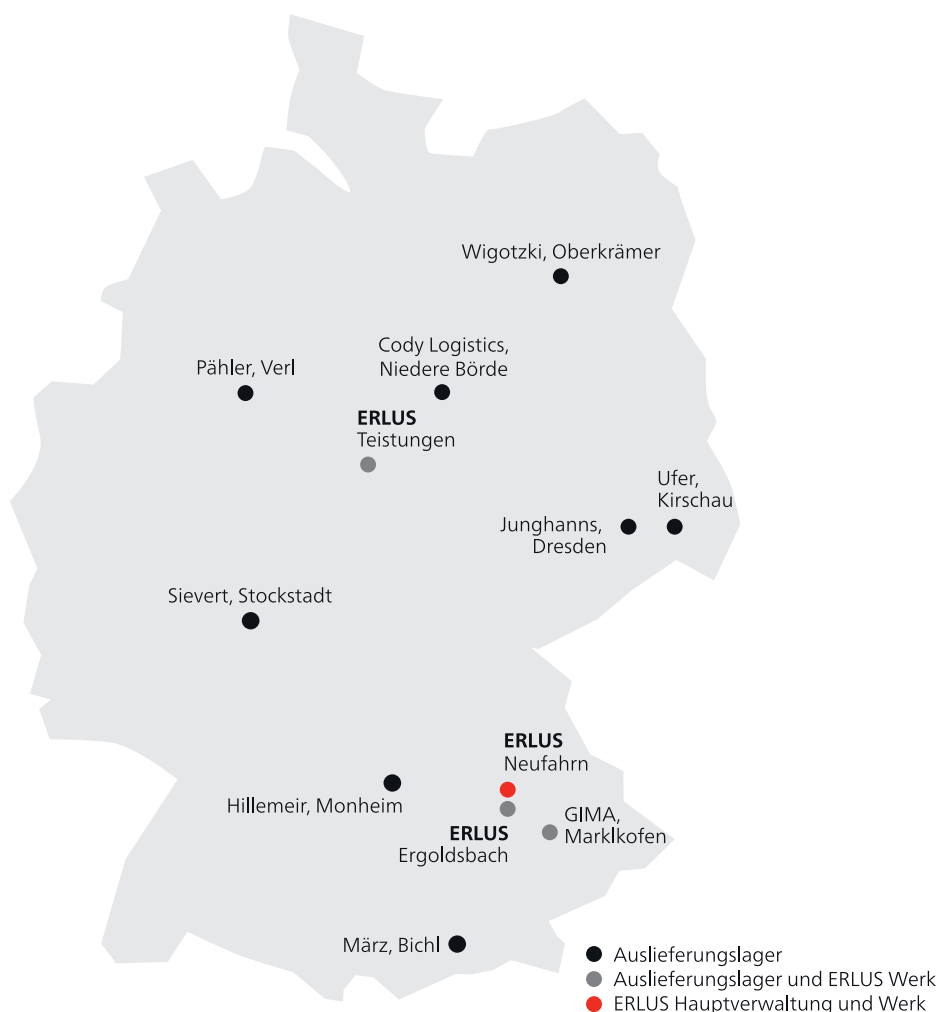 Wigotzki, Oberkrämer
Cody Logistics,
Niedere Börde
Pähler, Verl
ERLUS
Teistungen
Ufer,
Kirschau
Junghanns,
Dresden
Sievert, Stockstadt
ERLUS
Neufahrn
Hillemeir, Monheim
GIMA,
Marklkofen
ERLUS
Ergoldsbach
März, Bichl
Auslieferungslager
Auslieferungslager und ERLUS Werk
ERLUS Hauptverwaltung und Werk